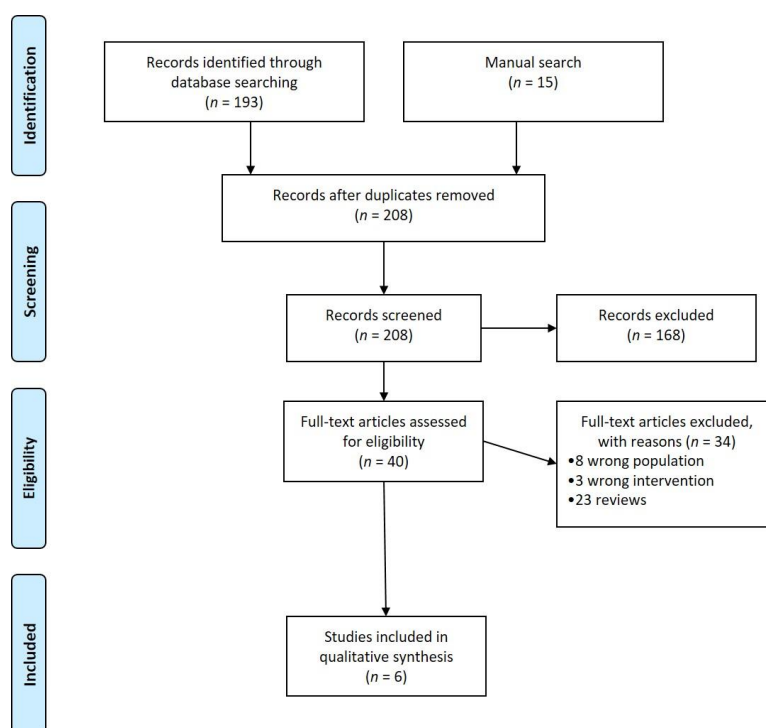 Identification
Records identified through
database searching
(n = 193)
Manual search
(n = 15)
Records after duplicates removed
(n = 208)
Screening
Records screened
(n = 208)
Records excluded
(n = 168)
Eligibility
Full-text articles assessed
for eligibility
(n = 40)
Full-text articles excluded,
with reasons (n = 34)
•8 wrong population
•3 wrong intervention
•23 reviews
Included
Studies included in
qualitative synthesis
(n = 6)